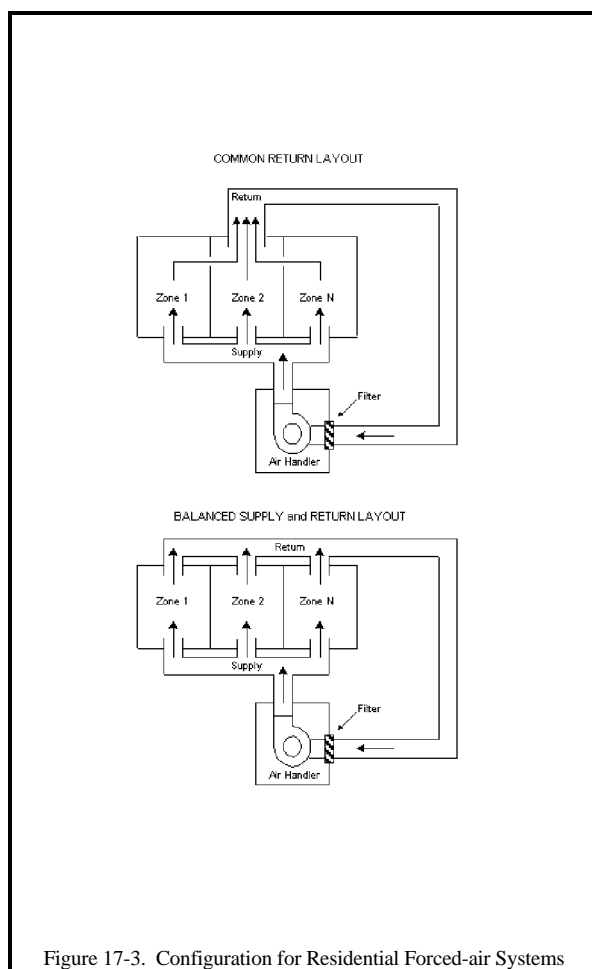 COMMON RETURN LAYOUT
Return
Zone 1 Zone 2 Zone N
Supply
Filter
Air Handler
BALANCED SUPPLY and RETURN LAYOUT
Return
Zone 1 Zone 2 Zone N
Supply
Filter
Air Handler
Figure 17-3. Configuration for Residential Forced-air Systems